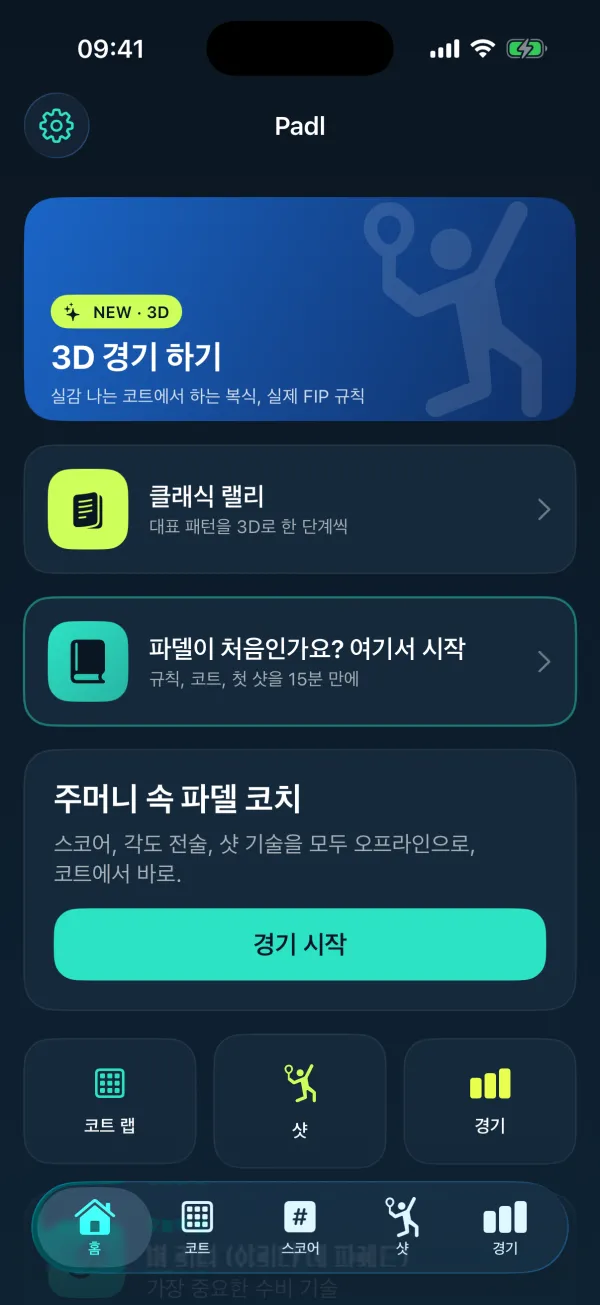 09:41
Padl
NEW · 3D
3D 경기 하기
실감 나는 코트에서 하는 복식, 실제 FIP 규칙
클래식 랠리
대표 패턴을 3D로 한 단계씩
파델이 처음인가요? 여기서 시작
규칙, 코트, 첫 샷을 15분 만에
주머니 속 파델 코치
스코어, 각도 전술, 샷 기술을 모두 오프라인으로,
코트에서 바로.
경기 시작
코트 랩
샷
경기
홈
코트
#
스코어
샷
경기
가장 중요한 수비 기술